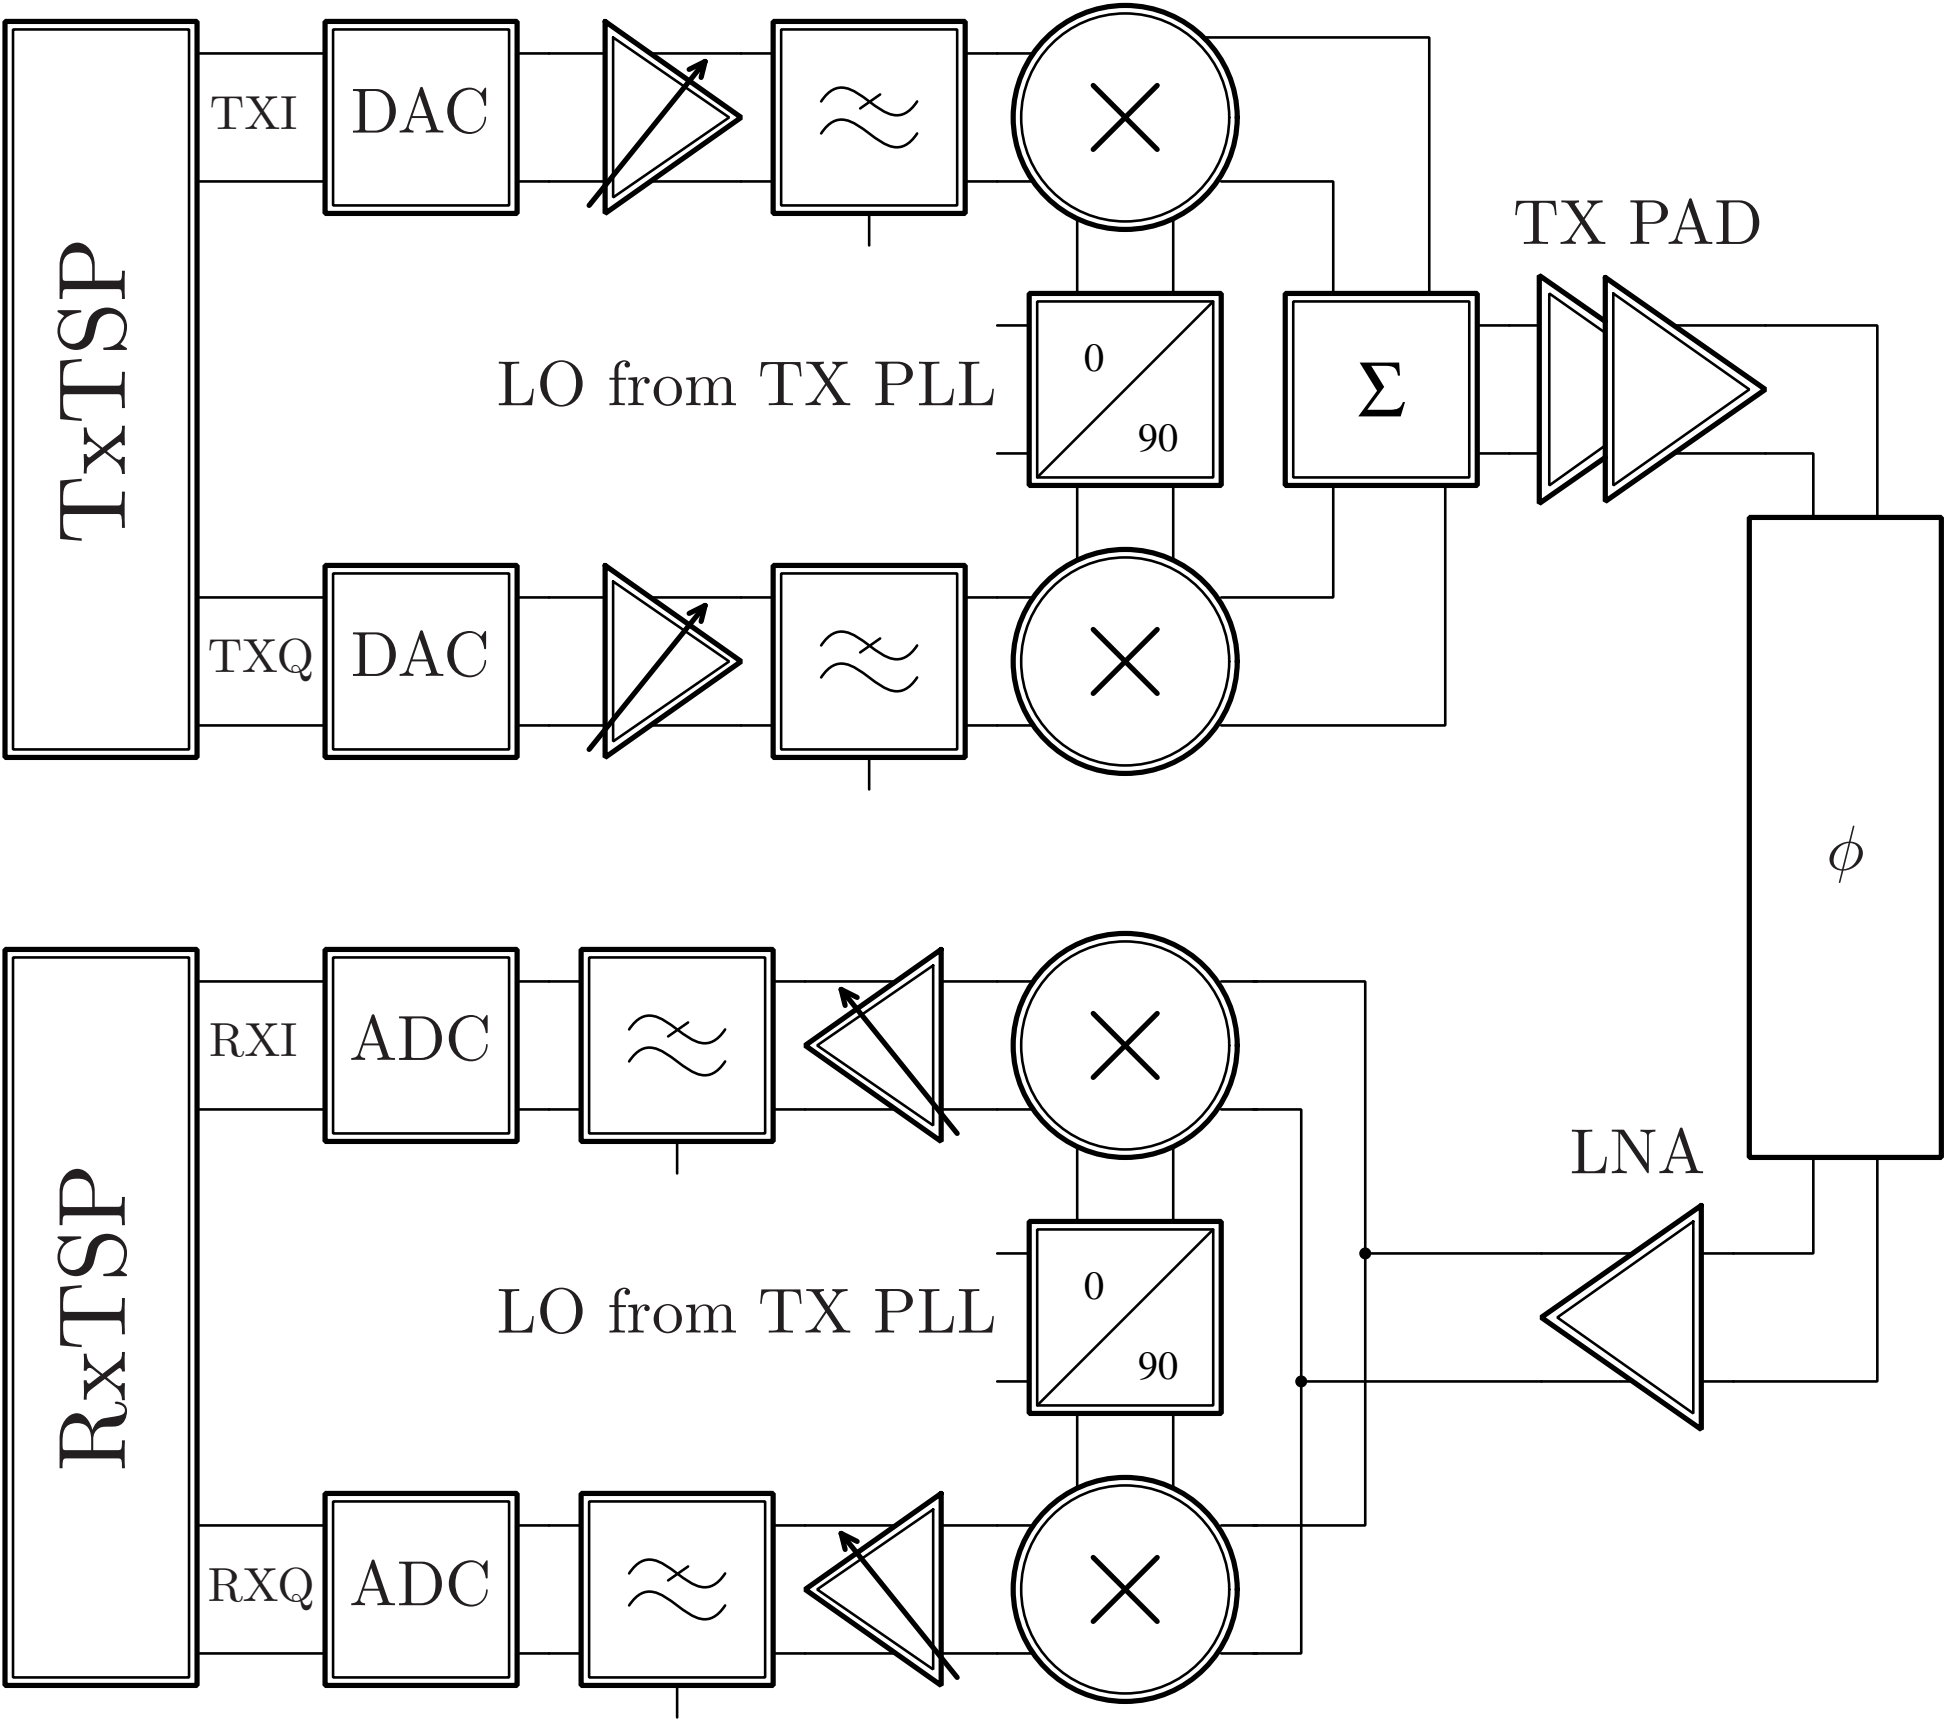 TxTSP
TXI
DAC
TX PAD
LO from TX PLL
0
90
Σ
TXQ
DAC
ϕ
RxTSP
RXI
ADC
LNA
LO from TX PLL
0
90
RXQ
ADC